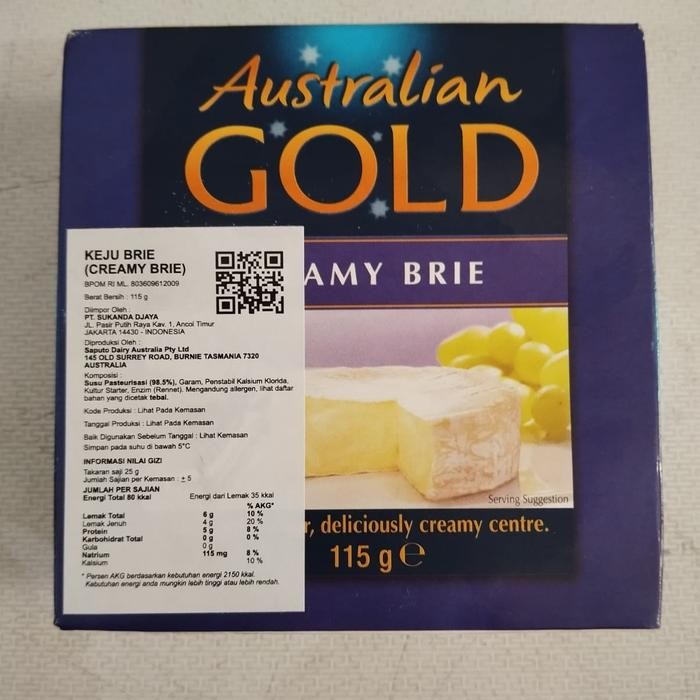 Australian
GOLD
AMY BRIE
KEJU BRIE
(CREAMY BRIE)
BPOM RI ML. 803609612009
Berat Bersih : 115 g
Diimpor Oleh :
PT. SUKANDA DJAYA
JL. Pasir Putih Raya Kav. 1, Ancol Timur
JAKARTA 14430 - INDONESIA
Diproduksi Oleh :
Saputo Dairy Australia Pty Ltd
145 OLD SURREY ROAD, BURNIE TASMANIA 7320
AUSTRALIA
Komposisi :
Susu Pasteurisasi (98.5%), Garam, Penstabil Kalsium Klorida,
Kultur Starter, Enzim (Rennet). Mengandung allergen, lihat daftar
bahan yang dicetak tebal.
Kode Produksi : Lihat Pada Kemasan
Tanggal Produksi : Lihat Pada Kemasan
Baik Digunakan Sebelum Tanggal : Lihat Kemasan
Simpan pada suhu di bawah 5°C
INFORMASI NILAI GIZI
Takaran saji 25 g
Jumlah Sajian per Kemasan : ± 5
JUMLAH PER SAJIAN
Energi Total 80 kkal Energi dari Lemak 35 kkal
% AKG*
Lemak Total 6 g 10 %
Lemak Jenuh 4 g 20 %
Protein 5 g 8 %
Karbohidrat Total 0 g 0 %
Gula 0 g
Natrium 115 mg 8 %
Kalsium 10 %
* Persen AKG berdasarkan kebutuhan energi 2150 kkal.
Kebutuhan energi anda mungkin lebih tinggi atau lebih rendah.
Serving Suggestion
r, deliciously creamy centre.
115 g e